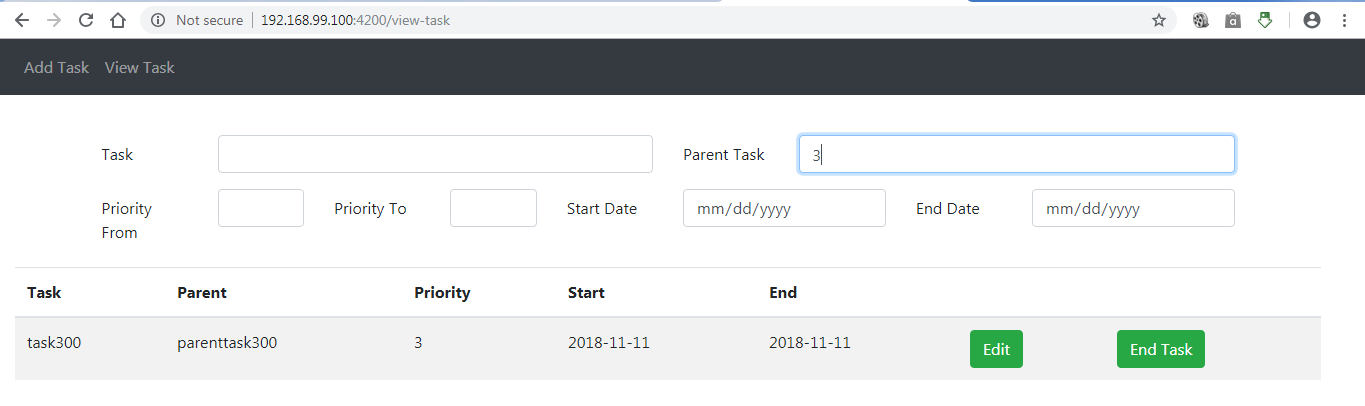 Not secure 192.168.99.100:4200/view-task
Add Task View Task
Task Parent Task 3
Priority From Priority To Start Date mm/dd/yyyy End Date mm/dd/yyyy
Task Parent Priority Start End
task300 parenttask300 3 2018-11-11 2018-11-11 Edit End Task